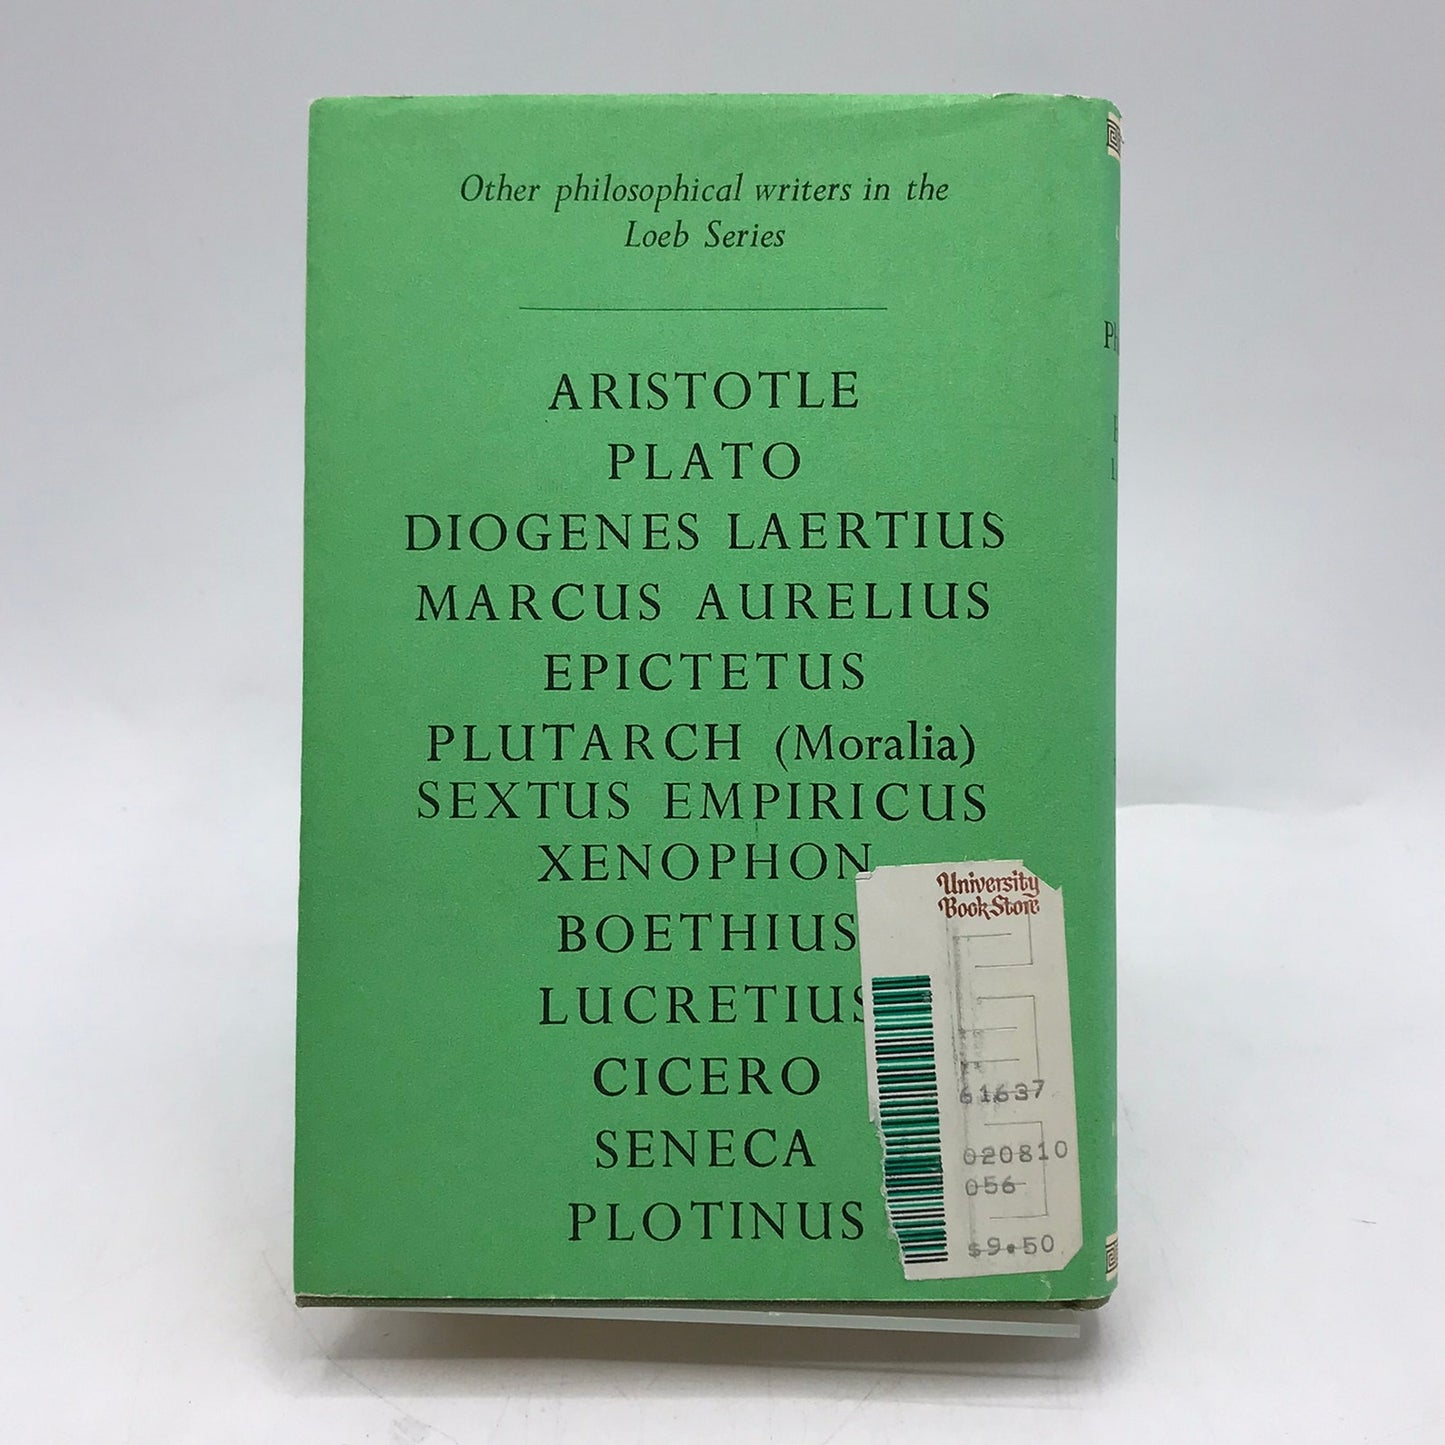 Other philosophical writers in the
Loeb Series
ARISTOTLE
PLATO
DIOGENES LAERTIUS
MARCUS AURELIUS
EPICTETUS
PLUTARCH (Moralia)
SEXTUS EMPIRICUS
XENOPHON
BOETHIUS
LUCRETIUS
CICERO
SENECA
PLOTINUS
University
Book Store
61637
020810
056
$9.50